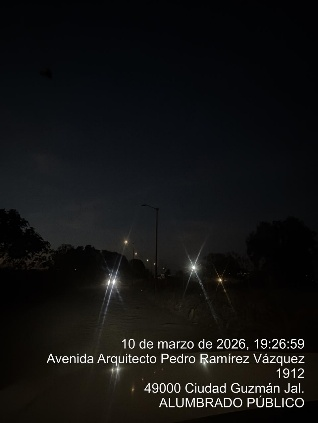 10 de marzo de 2026, 19:26:59
Avenida Arquitecto Pedro Ramírez Vázquez
1912
49000 Ciudad Guzmán Jal.
ALUMBRADO PÚBLICO